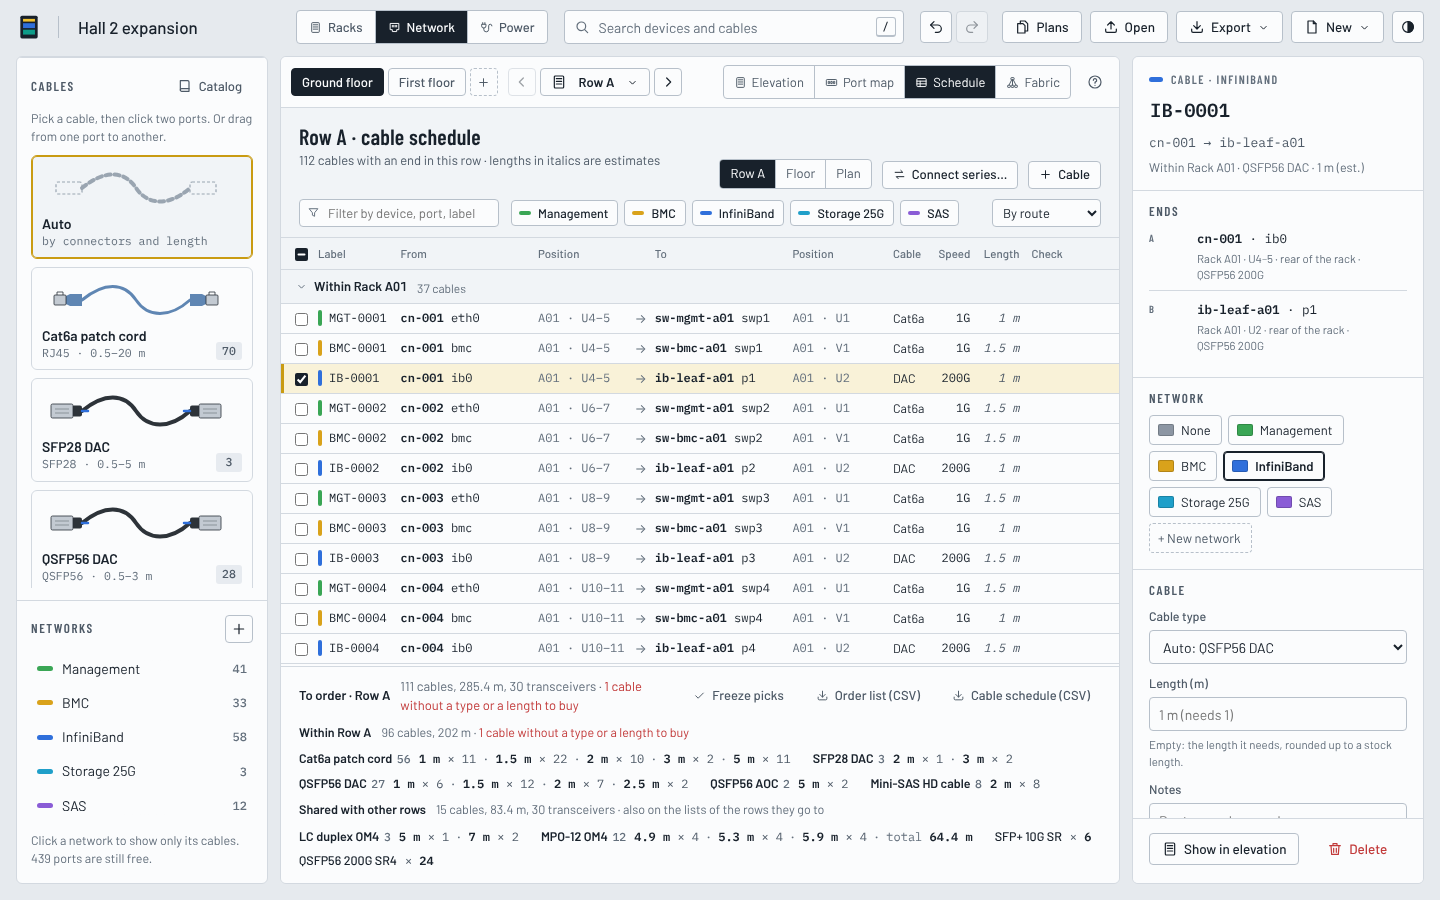 Hall 2 expansion
Racks
Network
Power
Search devices and cables
/
Plans
Open
Export
New
CABLES
Catalog
Pick a cable, then click two ports. Or drag
from one port to another.
Auto
by connectors and length
Cat6a patch cord
RJ45 · 0.5–20 m
70
SFP28 DAC
SFP28 · 0.5–5 m
3
QSFP56 DAC
QSFP56 · 0.5–3 m
28
NETWORKS
+
Management 41
BMC 33
InfiniBand 58
Storage 25G 3
SAS 12
Click a network to show only its cables.
439 ports are still free.
Ground floor
First floor
+
Row A
Elevation
Port map
Schedule
Fabric
Row A · cable schedule
112 cables with an end in this row · lengths in italics are estimates
Row A
Floor
Plan
Connect series...
+ Cable
Filter by device, port, label
Management
BMC
InfiniBand
Storage 25G
SAS
By route
Label From Position To Position Cable Speed Length Check
Within Rack A01 37 cables
MGT-0001 cn-001 eth0 A01 · U4–5 → sw-mgmt-a01 swp1 A01 · U1 Cat6a 1G 1 m
BMC-0001 cn-001 bmc A01 · U4–5 → sw-bmc-a01 swp1 A01 · V1 Cat6a 1G 1.5 m
IB-0001 cn-001 ib0 A01 · U4–5 → ib-leaf-a01 p1 A01 · U2 DAC 200G 1 m
MGT-0002 cn-002 eth0 A01 · U6–7 → sw-mgmt-a01 swp2 A01 · U1 Cat6a 1G 1.5 m
BMC-0002 cn-002 bmc A01 · U6–7 → sw-bmc-a01 swp2 A01 · V1 Cat6a 1G 1 m
IB-0002 cn-002 ib0 A01 · U6–7 → ib-leaf-a01 p2 A01 · U2 DAC 200G 1 m
MGT-0003 cn-003 eth0 A01 · U8–9 → sw-mgmt-a01 swp3 A01 · U1 Cat6a 1G 1.5 m
BMC-0003 cn-003 bmc A01 · U8–9 → sw-bmc-a01 swp3 A01 · V1 Cat6a 1G 1 m
IB-0003 cn-003 ib0 A01 · U8–9 → ib-leaf-a01 p3 A01 · U2 DAC 200G 1.5 m
MGT-0004 cn-004 eth0 A01 · U10–11 → sw-mgmt-a01 swp4 A01 · U1 Cat6a 1G 1.5 m
BMC-0004 cn-004 bmc A01 · U10–11 → sw-bmc-a01 swp4 A01 · V1 Cat6a 1G 1 m
IB-0004 cn-004 ib0 A01 · U10–11 → ib-leaf-a01 p4 A01 · U2 DAC 200G 1.5 m
To order · Row A
111 cables, 285.4 m, 30 transceivers · 1 cable
without a type or a length to buy
Freeze picks
Order list (CSV)
Cable schedule (CSV)
Within Row A 96 cables, 202 m · 1 cable without a type or a length to buy
Cat6a patch cord 56 1 m × 11 · 1.5 m × 22 · 2 m × 10 · 3 m × 2 · 5 m × 11 SFP28 DAC 3 2 m × 1 · 3 m × 2
QSFP56 DAC 27 1 m × 6 · 1.5 m × 12 · 2 m × 7 · 2.5 m × 2 QSFP56 AOC 2 5 m × 2 Mini-SAS HD cable 8 2 m × 8
Shared with other rows 15 cables, 83.4 m, 30 transceivers · also on the lists of the rows they go to
LC duplex OM4 3 5 m × 1 · 7 m × 2 MPO-12 OM4 12 4.9 m × 4 · 5.3 m × 4 · 5.9 m × 4 · total 64.4 m SFP+ 10G SR × 6
QSFP56 200G SR4 × 24
CABLE · INFINIBAND
IB-0001
cn-001 → ib-leaf-a01
Within Rack A01 · QSFP56 DAC · 1 m (est.)
ENDS
A cn-001 · ib0
Rack A01 · U4–5 · rear of the rack ·
QSFP56 200G
B ib-leaf-a01 · p1
Rack A01 · U2 · rear of the rack ·
QSFP56 200G
NETWORK
None
Management
BMC
InfiniBand
Storage 25G
SAS
+ New network
CABLE
Cable type
Auto: QSFP56 DAC
Length (m)
1 m (needs 1)
Empty: the length it needs, rounded up to a stock
length.
Notes
Show in elevation
Delete